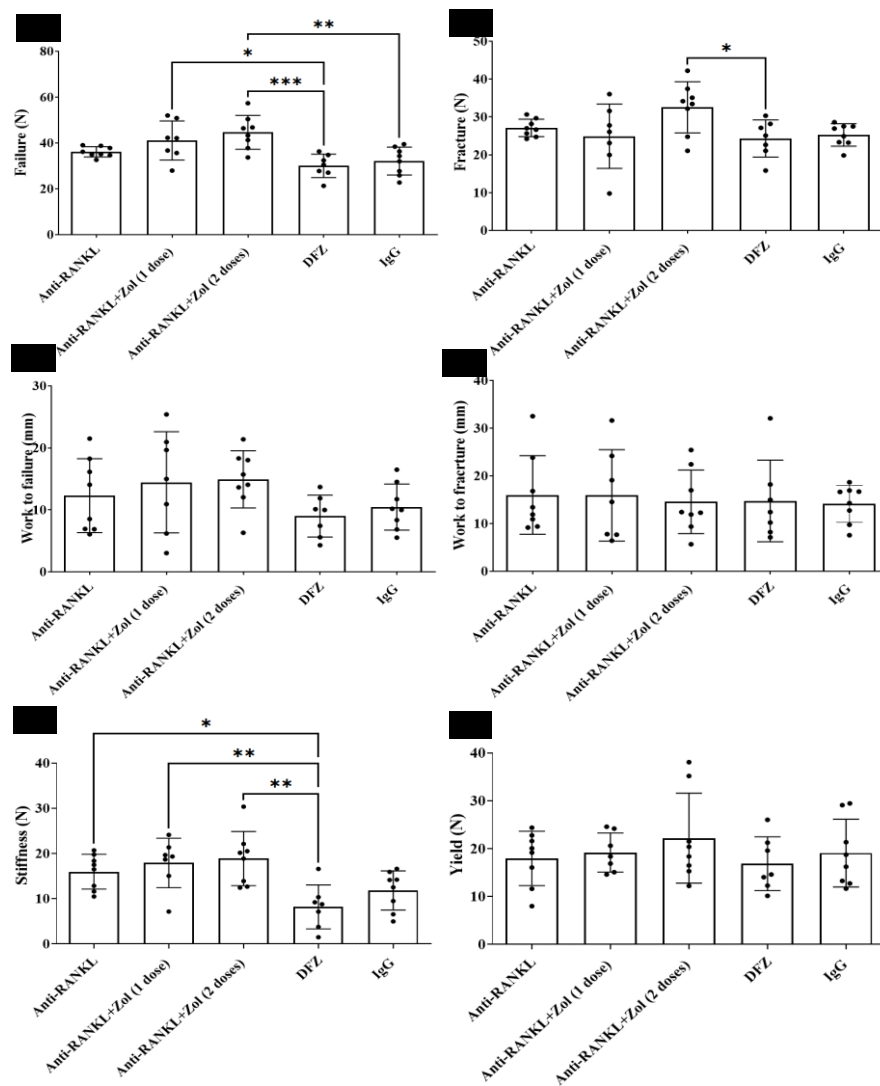 **
80
*
60
***
Failure (N)
40
20
0
Anti-RANKL
Anti-RANKL+Zol (1 dose)
Anti-RANKL+Zol (2 doses)
DFZ
IgG
50
*
40
Fracture (N)
30
20
10
0
Anti-RANKL
Anti-RANKL+Zol (1 dose)
Anti-RANKL+Zol (2 doses)
DFZ
IgG
30
Work to failure (mm)
20
10
0
Anti-RANKL
Anti-RANKL+Zol (1 dose)
Anti-RANKL+Zol (2 doses)
DFZ
IgG
40
Work to fracrture (mm)
30
20
10
0
Anti-RANKL
Anti-RANKL+Zol (1 dose)
Anti-RANKL+Zol (2 doses)
DFZ
IgG
*
**
**
40
Stiffness (N)
30
20
10
0
Anti-RANKL
Anti-RANKL+Zol (1 dose)
Anti-RANKL+Zol (2 doses)
DFZ
IgG
40
Yield (N)
30
20
10
0
Anti-RANKL
Anti-RANKL+Zol (1 dose)
Anti-RANKL+Zol (2 doses)
DFZ
IgG